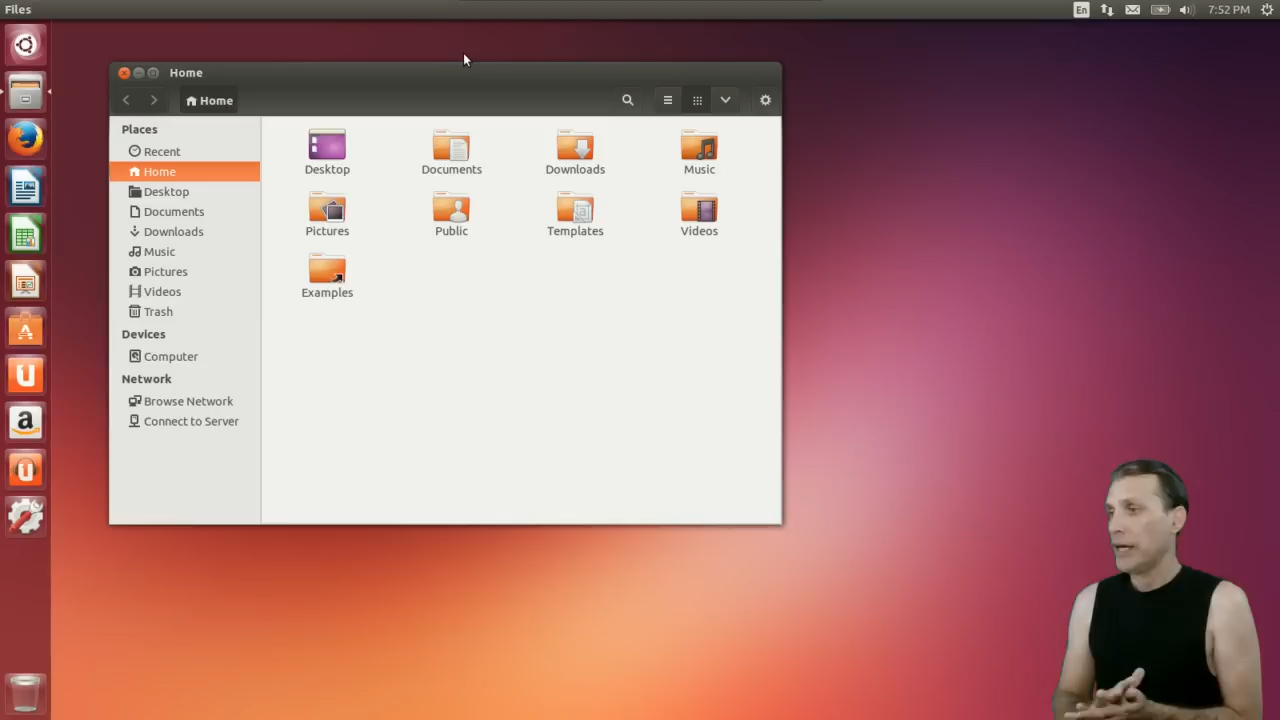 Files
En
7:52 PM
Home
Home
Places
Recent
Home
Desktop
Documents
Downloads
Music
Pictures
Videos
Trash
Devices
Computer
Network
Browse Network
Connect to Server
Desktop
Documents
Downloads
Music
Pictures
Public
Templates
Videos
Examples